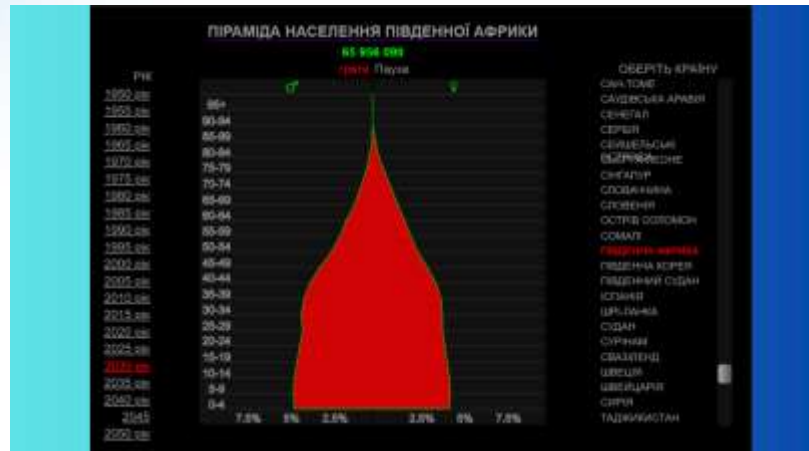 ПІРАМІДА НАСЕЛЕННЯ ПІВДЕННОЇ АФРИКИ
грати Пауза
РІК
1950 рік
1955 рік
1960 рік
1965 рік
1970 рік
1975 рік
1980 рік
1985 рік
1990 рік
1995 рік
2000 рік
2005 рік
2010 рік
2015 рік
2020 рік
2025 рік
2030 рік
2035 рік
2040 рік
2045
2050 рік
♂ ♀
95+
90-94
85-89
80-84
75-79
70-74
65-69
60-64
55-59
50-54
45-49
40-44
35-39
30-34
25-29
20-24
15-19
10-14
5-9
0-4
7.5% 5% 2.5% 2.5% 5% 7.5%
ОБЕРІТЬ КРАЇНУ
САН-ТОМЕ
САУДІВСЬКА АРАВІЯ
СЕНЕГАЛ
СЕРБІЯ
СЕЙШЕЛЬСЬКІ
СІНГАПУР
СЛОВАЧЧИНА
СЛОВЕНІЯ
ОСТРІВ СОЛОМОН
СОМАЛІ
ПІВДЕННА АФРИКА
ПІВДЕННА КОРЕЯ
ПІВДЕННИЙ СУДАН
ІСПАНІЯ
ШРІ-ЛАНКА
СУДАН
СУРІНАМ
СВАЗІЛЕНД
ШВЕЦІЯ
ШВЕЙЦАРІЯ
СИРІЯ
ТАДЖИКИСТАН